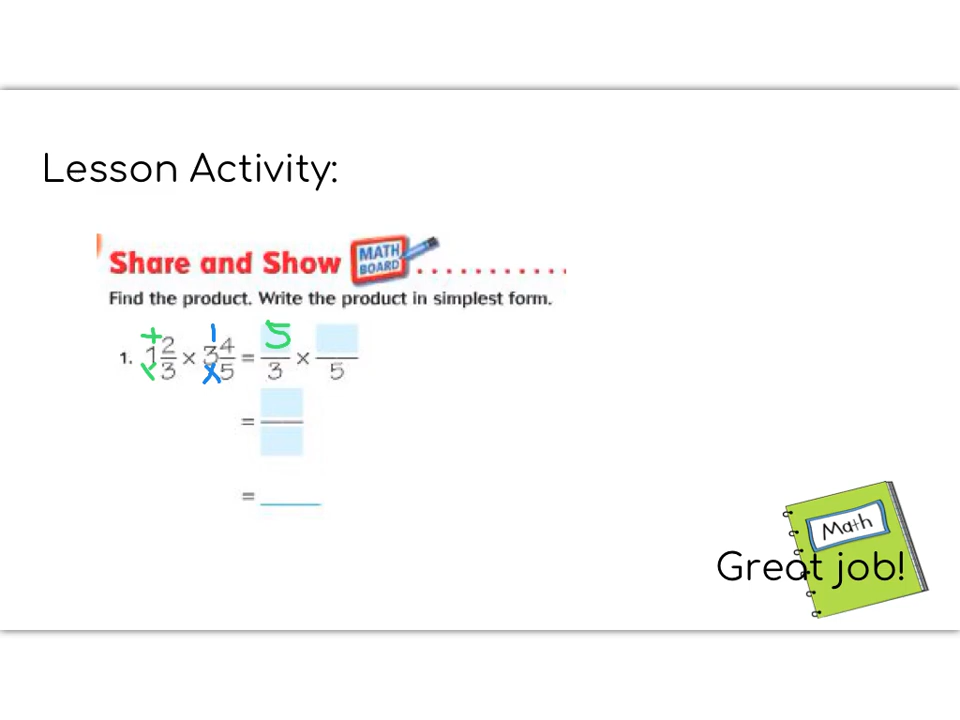 Lesson Activity:
Share and Show MATH BOARD
Find the product. Write the product in simplest form.
1. 1 2/3 × 3 4/5 = 5/3 × /5
=
=
Math
Great job!